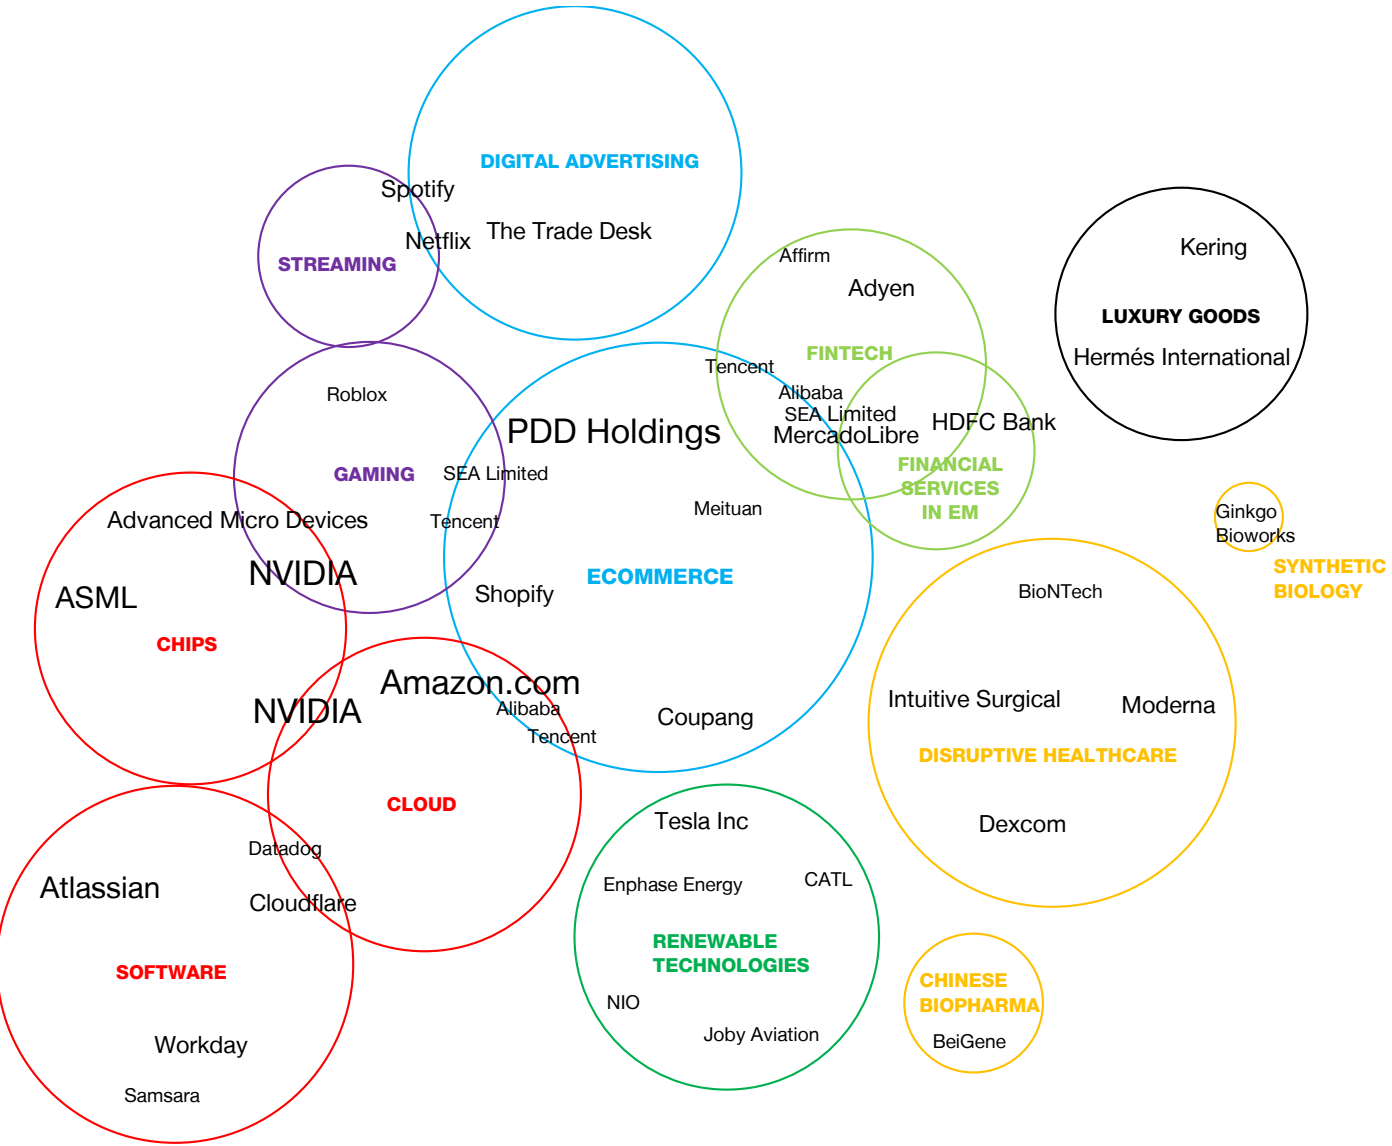 DIGITAL ADVERTISING
Spotify
The Trade Desk
Netflix
STREAMING
Affirm
Adyen
FINTECH
Tencent
Alibaba
SEA Limited
MercadoLibre
HDFC Bank
FINANCIAL
SERVICES
IN EM
Kering
LUXURY GOODS
Hermés International
Roblox
GAMING
SEA Limited
Tencent
PDD Holdings
Meituan
ECOMMERCE
Shopify
Amazon.com
Alibaba
Tencent
Coupang
Advanced Micro Devices
NVIDIA
ASML
CHIPS
NVIDIA
CLOUD
Datadog
Cloudflare
Atlassian
SOFTWARE
Workday
Samsara
Tesla Inc
Enphase Energy
CATL
RENEWABLE
TECHNOLOGIES
NIO
Joby Aviation
Ginkgo
Bioworks
SYNTHETIC
BIOLOGY
BioNTech
Intuitive Surgical
Moderna
DISRUPTIVE HEALTHCARE
Dexcom
CHINESE
BIOPHARMA
BeiGene